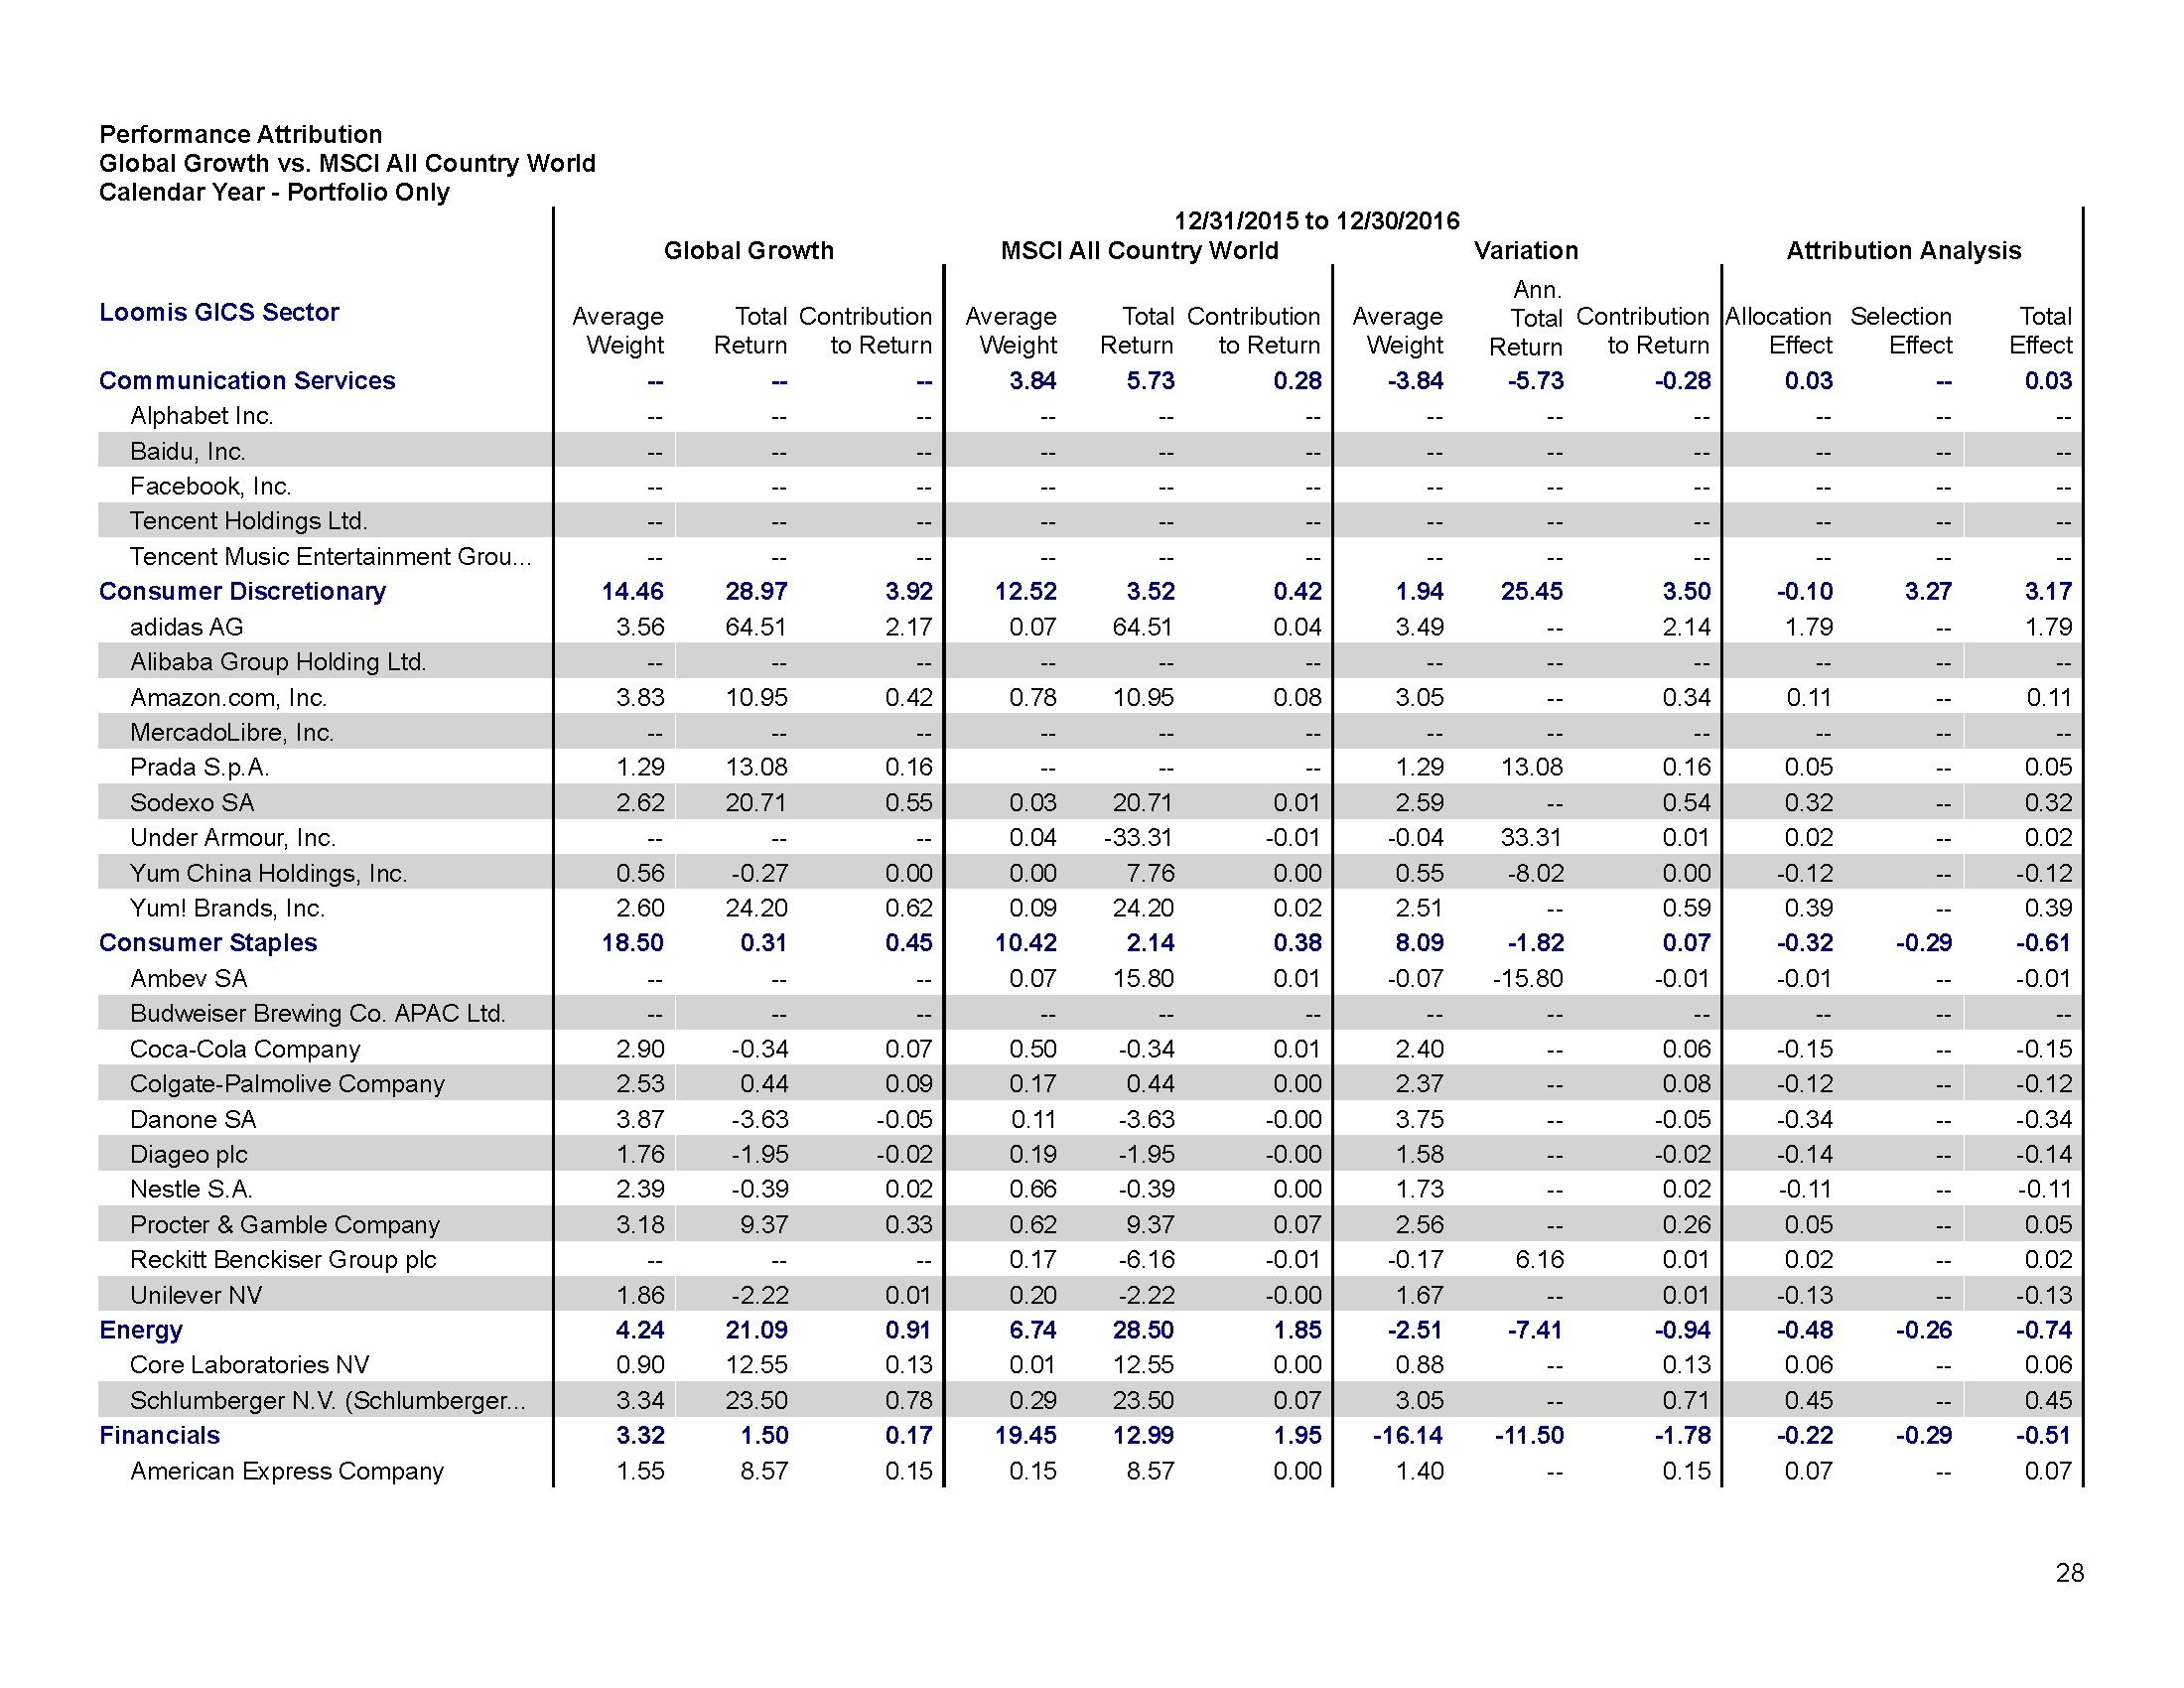 Performance Attribution
Global Growth vs. MSCI All Country World
Calendar Year - Portfolio Only
12/31/2015 to 12/30/2016
Global Growth MSCI All Country World Variation Attribution Analysis
Loomis GICS Sector Average Weight Total Return Contribution to Return Average Weight Total Return Contribution to Return Average Weight Ann. Total Return Contribution to Return Allocation Effect Selection Effect Total Effect
Communication Services -- -- -- 3.84 5.73 0.28 -3.84 -5.73 -0.28 0.03 -- 0.03
Alphabet Inc. -- -- -- -- -- -- -- -- -- -- -- --
Baidu, Inc. -- -- -- -- -- -- -- -- -- -- -- --
Facebook, Inc. -- -- -- -- -- -- -- -- -- -- -- --
Tencent Holdings Ltd. -- -- -- -- -- -- -- -- -- -- -- --
Tencent Music Entertainment Grou... -- -- -- -- -- -- -- -- -- -- -- --
Consumer Discretionary 14.46 28.97 3.92 12.52 3.52 0.42 1.94 25.45 3.50 -0.10 3.27 3.17
adidas AG 3.56 64.51 2.17 0.07 64.51 0.04 3.49 -- 2.14 1.79 -- 1.79
Alibaba Group Holding Ltd. -- -- -- -- -- -- -- -- -- -- -- --
Amazon.com, Inc. 3.83 10.95 0.42 0.78 10.95 0.08 3.05 -- 0.34 0.11 -- 0.11
MercadoLibre, Inc. -- -- -- -- -- -- -- -- -- -- -- --
Prada S.p.A. 1.29 13.08 0.16 -- -- -- 1.29 13.08 0.16 0.05 -- 0.05
Sodexo SA 2.62 20.71 0.55 0.03 20.71 0.01 2.59 -- 0.54 0.32 -- 0.32
Under Armour, Inc. -- -- -- 0.04 -33.31 -0.01 -0.04 33.31 0.01 0.02 -- 0.02
Yum China Holdings, Inc. 0.56 -0.27 0.00 0.00 7.76 0.00 0.55 -8.02 0.00 -0.12 -- -0.12
Yum! Brands, Inc. 2.60 24.20 0.62 0.09 24.20 0.02 2.51 -- 0.59 0.39 -- 0.39
Consumer Staples 18.50 0.31 0.45 10.42 2.14 0.38 8.09 -1.82 0.07 -0.32 -0.29 -0.61
Ambev SA -- -- -- 0.07 15.80 0.01 -0.07 -15.80 -0.01 -0.01 -- -0.01
Budweiser Brewing Co. APAC Ltd. -- -- -- -- -- -- -- -- -- -- -- --
Coca-Cola Company 2.90 -0.34 0.07 0.50 -0.34 0.01 2.40 -- 0.06 -0.15 -- -0.15
Colgate-Palmolive Company 2.53 0.44 0.09 0.17 0.44 0.00 2.37 -- 0.08 -0.12 -- -0.12
Danone SA 3.87 -3.63 -0.05 0.11 -3.63 -0.00 3.75 -- -0.05 -0.34 -- -0.34
Diageo plc 1.76 -1.95 -0.02 0.19 -1.95 -0.00 1.58 -- -0.02 -0.14 -- -0.14
Nestle S.A. 2.39 -0.39 0.02 0.66 -0.39 0.00 1.73 -- 0.02 -0.11 -- -0.11
Procter & Gamble Company 3.18 9.37 0.33 0.62 9.37 0.07 2.56 -- 0.26 0.05 -- 0.05
Reckitt Benckiser Group plc -- -- -- 0.17 -6.16 -0.01 -0.17 6.16 0.01 0.02 -- 0.02
Unilever NV 1.86 -2.22 0.01 0.20 -2.22 -0.00 1.67 -- 0.01 -0.13 -- -0.13
Energy 4.24 21.09 0.91 6.74 28.50 1.85 -2.51 -7.41 -0.94 -0.48 -0.26 -0.74
Core Laboratories NV 0.90 12.55 0.13 0.01 12.55 0.00 0.88 -- 0.13 0.06 -- 0.06
Schlumberger N.V. (Schlumberger... 3.34 23.50 0.78 0.29 23.50 0.07 3.05 -- 0.71 0.45 -- 0.45
Financials 3.32 1.50 0.17 19.45 12.99 1.95 -16.14 -11.50 -1.78 -0.22 -0.29 -0.51
American Express Company 1.55 8.57 0.15 0.15 8.57 0.00 1.40 -- 0.15 0.07 -- 0.07
28